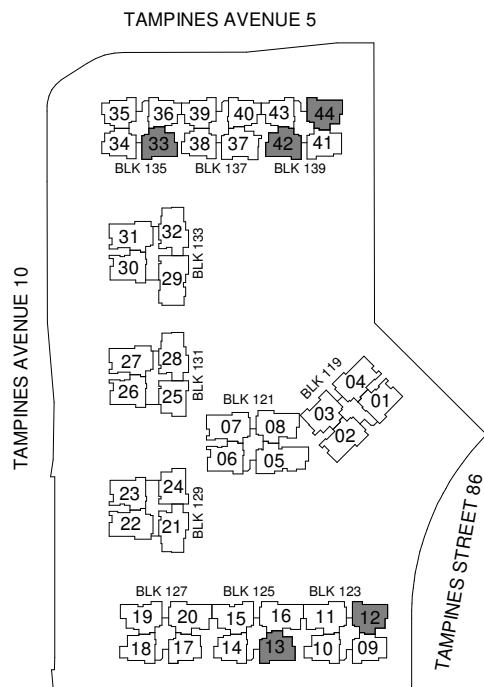 TAMPINES AVENUE 5
35 36 39 40 43 44
34 33 38 37 42 41
BLK 135 BLK 137 BLK 139
31 32
30 29
BLK 133
TAMPINES AVENUE 10
27 28
26 25
BLK 131
BLK 119
04
03 01
02
BLK 121
07 08
06 05
23 24
22 21
BLK 129
TAMPINES STREET 86
BLK 127 BLK 125 BLK 123
19 20 15 16 11 12
18 17 14 13 10 09